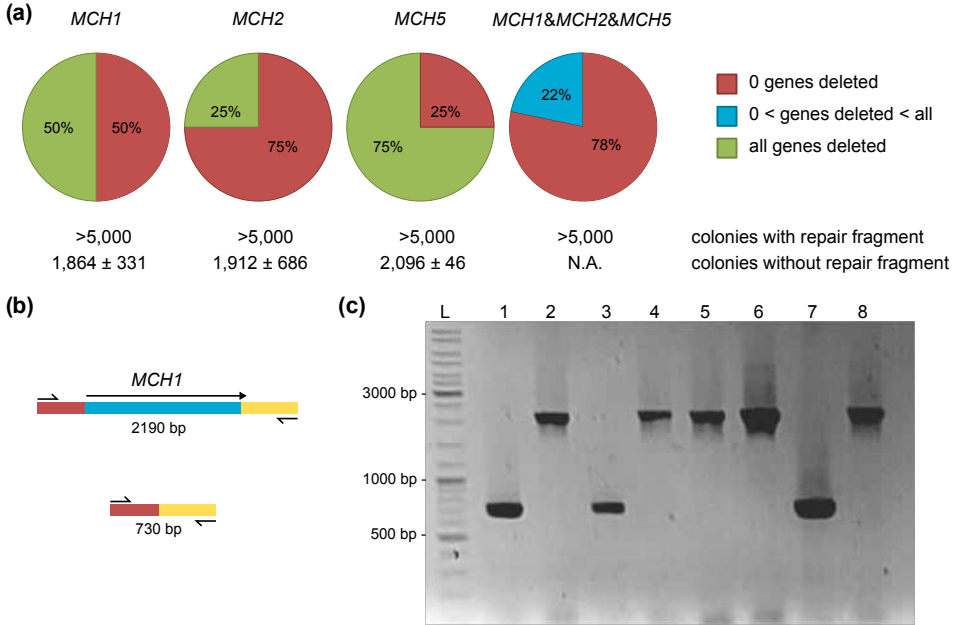 (a)
MCH1 MCH2 MCH5 MCH1&MCH2&MCH5
50% 50%
25% 75%
25% 75%
22% 78%
0 genes deleted
0 < genes deleted < all
all genes deleted
>5,000 >5,000 >5,000 >5,000 colonies with repair fragment
1,864 ± 331 1,912 ± 686 2,096 ± 46 N.A. colonies without repair fragment
(b)
MCH1
2190 bp
730 bp
(c)
L 1 2 3 4 5 6 7 8
3000 bp -
1000 bp -
500 bp -